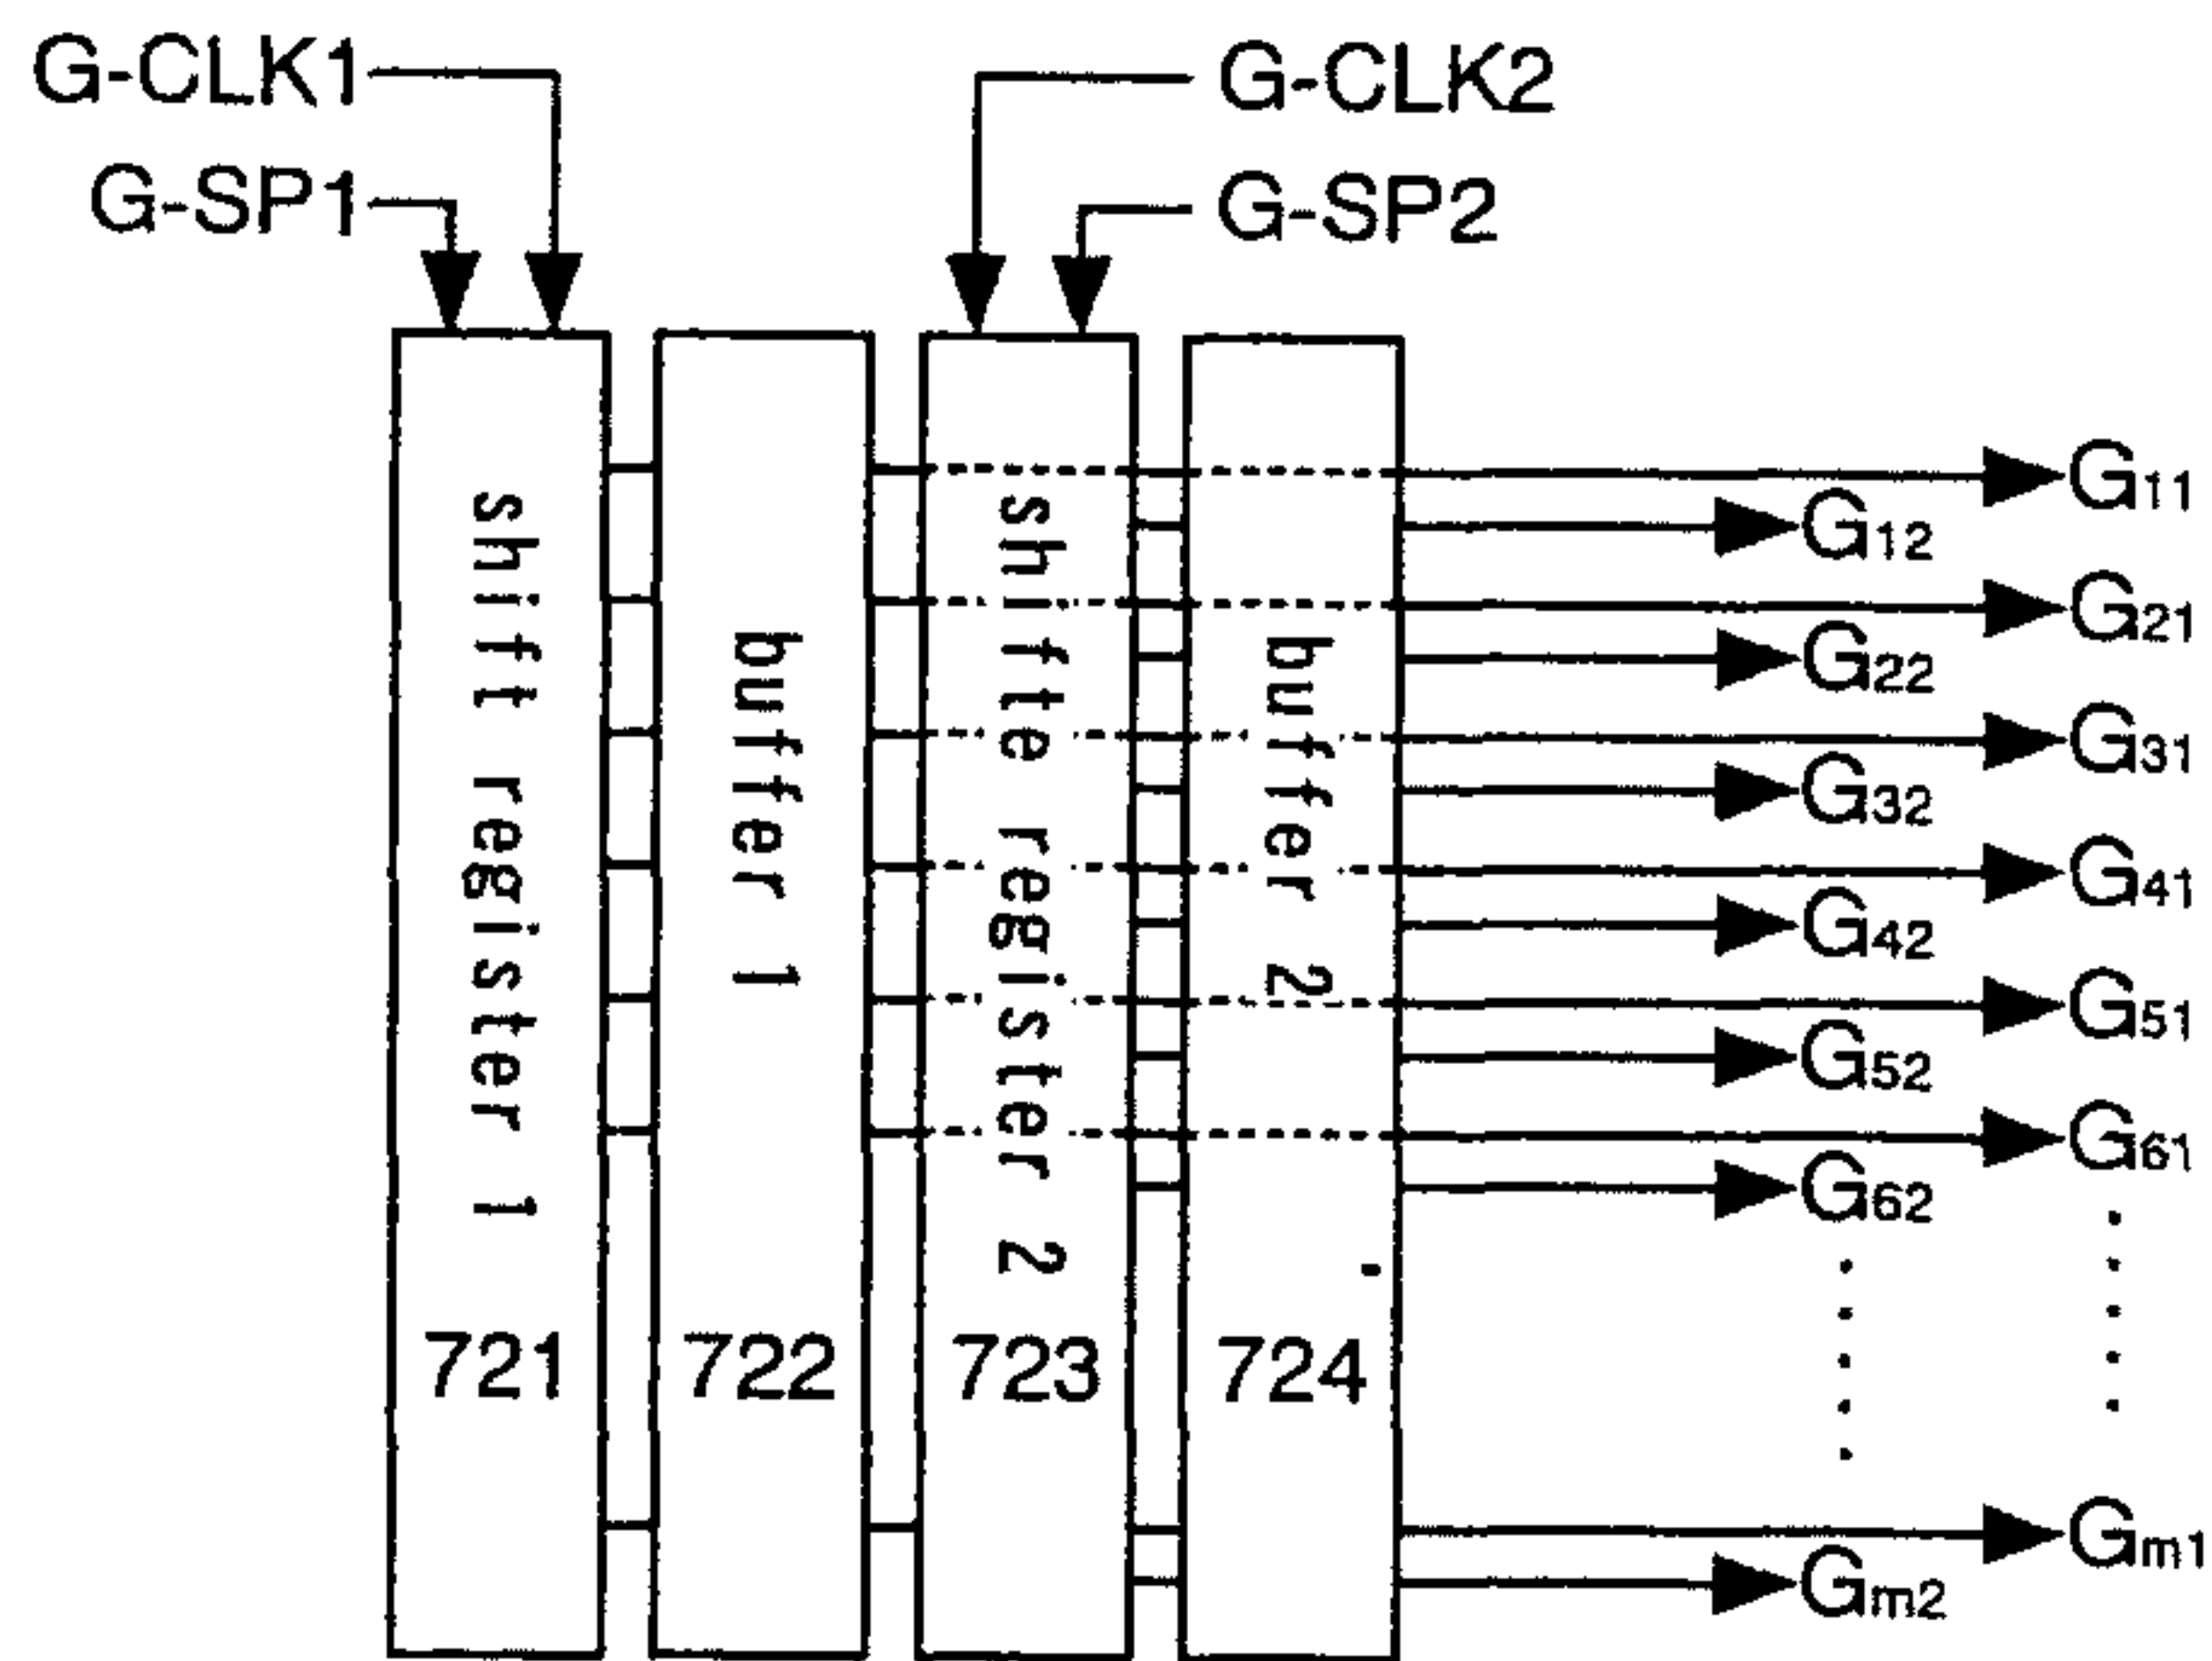 G-CLK1
G-SP1
G-CLK2
G-SP2
shift register 1
721
buffer 1
722
shifte register 2
723
buffer 2
724
G11
G12
G21
G22
G31
G32
G41
G42
G51
G52
G61
G62
Gm1
Gm2